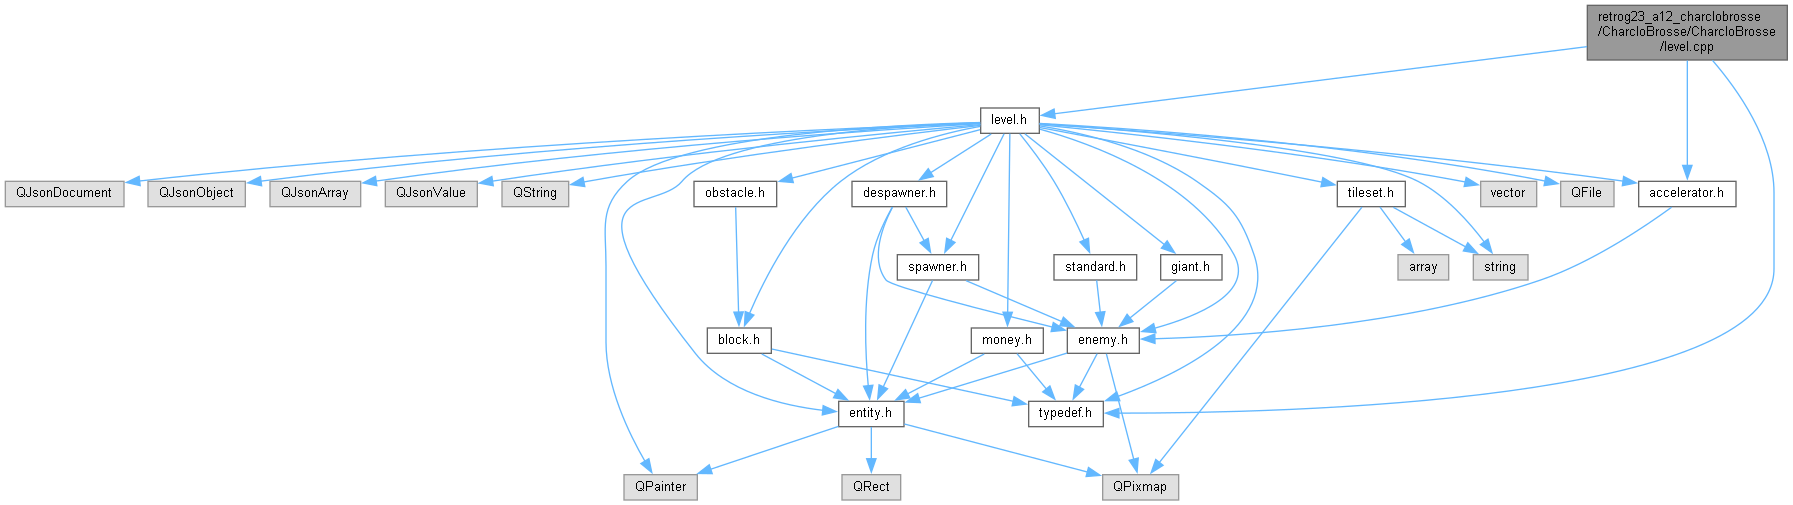 retrog23_a12_charclobrosse
/CharcloBrosse/CharcloBrosse
/level.cpp
level.h
QJsonDocument
QJsonObject
QJsonArray
QJsonValue
QString
obstacle.h
despawner.h
tileset.h
vector
QFile
accelerator.h
spawner.h
standard.h
giant.h
array
string
block.h
money.h
enemy.h
entity.h
typedef.h
QPainter
QRect
QPixmap